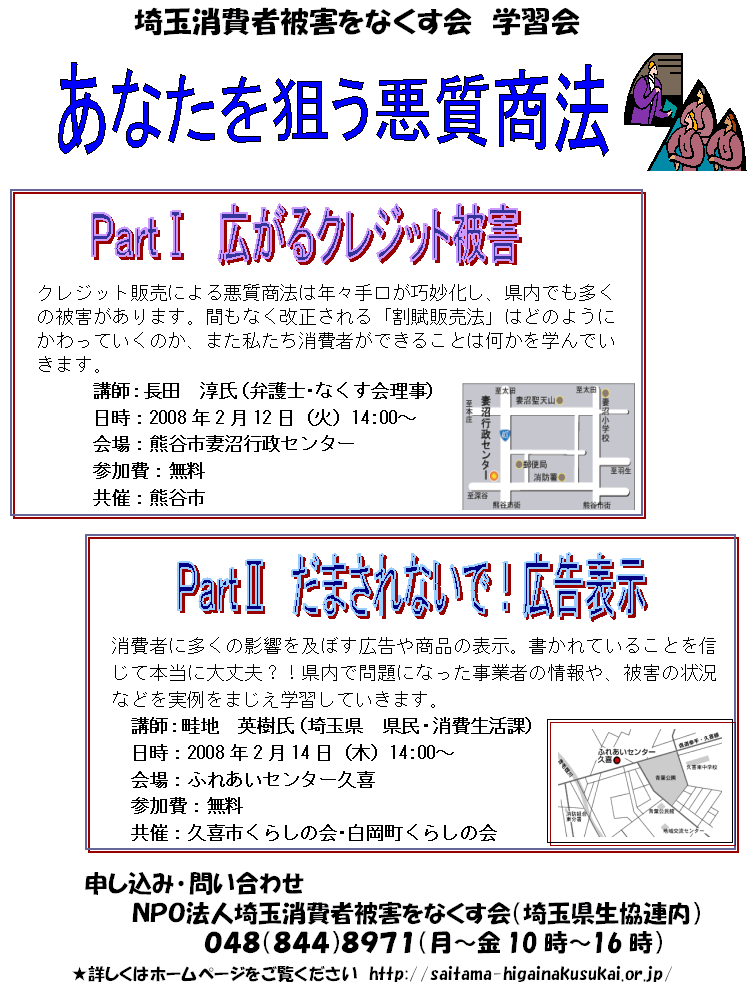 埼玉消費者被害をなくす会　学習会
あなたを狙う悪質商法
Part Ⅰ　広がるクレジット被害
クレジット販売による悪質商法は年々手口が巧妙化し、県内でも多く
の被害があります。間もなく改正される「割賦販売法」はどのように
かわっていくのか、また私たち消費者ができることは何かを学んでい
きます。
講師：長田　淳氏（弁護士・なくす会理事）
日時：2008年2月12日（火）14:00～
会場：熊谷市妻沼行政センター
参加費：無料
共催：熊谷市
至太田
至太田
至本庄
妻沼聖天山
妻沼小学校
妻沼行政センター
郵便局
消防署
至羽生
至深谷
熊谷市街
熊谷市街
Part Ⅱ　だまされないで！広告表示
消費者に多くの影響を及ぼす広告や商品の表示。書かれていることを信
じて本当に大丈夫？！県内で問題になった事業者の情報や、被害の状況
などを実例をまじえ学習していきます。
講師：畦地　英樹氏（埼玉県　県民・消費生活課）
日時：2008年2月14日（木）14:00～
会場：ふれあいセンター久喜
参加費：無料
共催：久喜市くらしの会・白岡町くらしの会
ふれあいセンター
久喜
久喜東中学校
青葉公園
青葉公民館
消防組合
東分署
地域交流センター
申し込み・問い合わせ
NPO法人埼玉消費者被害をなくす会（埼玉県生協連内）
048（844）8971（月～金10時～16時）
★詳しくはホームページをご覧ください　http://saitama-higainakusukai.or.jp/